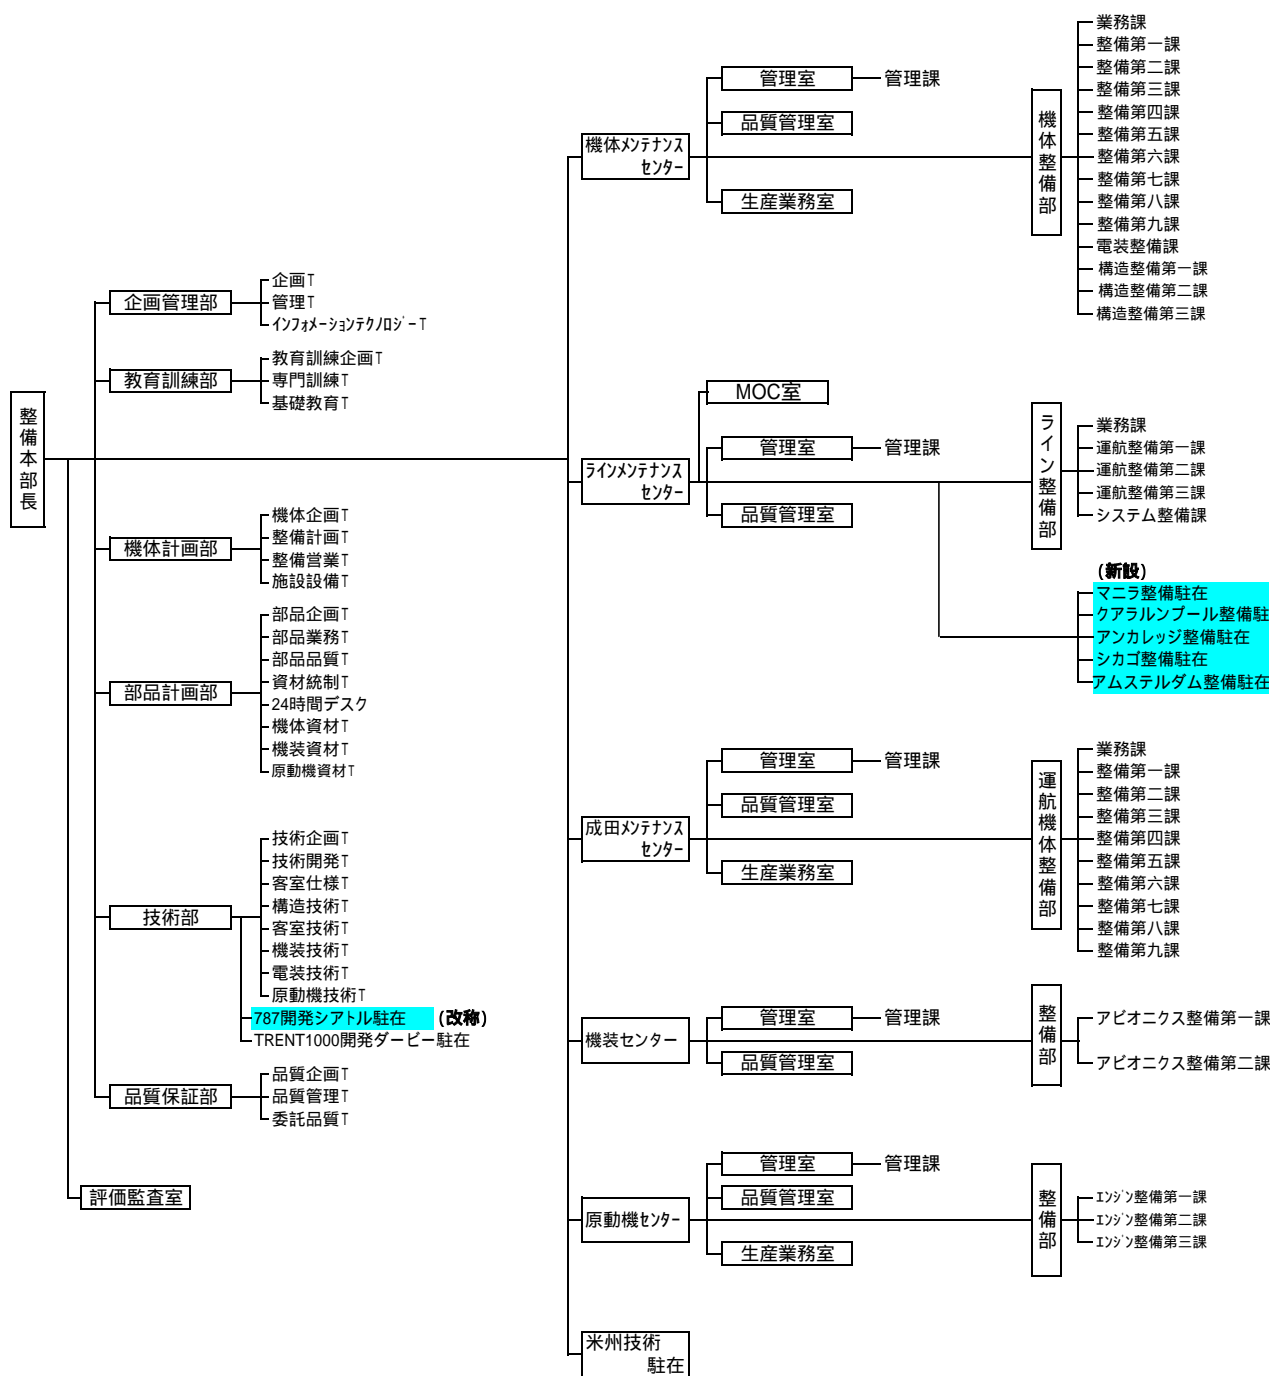 整備本部長
企画管理部
企画T
管理T
ｲﾝﾌｫﾒｰｼｮﾝﾃｸﾉﾛｼﾞｰT
教育訓練部
教育訓練企画T
専門訓練T
基礎教育T
機体計画部
機体企画T
整備計画T
整備営業T
施設設備T
部品計画部
部品企画T
部品業務T
部品品質T
資材統制T
24時間デスク
機体資材T
機装資材T
原動機資材T
技術部
技術企画T
技術開発T
客室仕様T
構造技術T
客室技術T
機装技術T
電装技術T
原動機技術T
787開発シアトル駐在 (改称)
TRENT1000開発ダービー駐在
品質保証部
品質企画T
品質管理T
委託品質T
評価監査室
機体ﾒﾝﾃﾅﾝｽ
ｾﾝﾀｰ
管理室
管理課
品質管理室
生産業務室
機体整備部
業務課
整備第一課
整備第二課
整備第三課
整備第四課
整備第五課
整備第六課
整備第七課
整備第八課
整備第九課
電装整備課
構造整備第一課
構造整備第二課
構造整備第三課
ﾗｲﾝﾒﾝﾃﾅﾝｽ
ｾﾝﾀｰ
MOC室
管理室
管理課
品質管理室
ライン整備部
業務課
運航整備第一課
運航整備第二課
運航整備第三課
システム整備課
(新設)
マニラ整備駐在
クアラルンプール整備駐
アンカレッジ整備駐在
シカゴ整備駐在
アムステルダム整備駐在
成田ﾒﾝﾃﾅﾝｽ
ｾﾝﾀｰ
管理室
管理課
品質管理室
生産業務室
運航機体整備部
業務課
整備第一課
整備第二課
整備第三課
整備第四課
整備第五課
整備第六課
整備第七課
整備第八課
整備第九課
機装センター
管理室
管理課
品質管理室
整備部
アビオニクス整備第一課
アビオニクス整備第二課
原動機ｾﾝﾀｰ
管理室
管理課
品質管理室
生産業務室
整備部
ｴﾝｼﾞﾝ整備第一課
ｴﾝｼﾞﾝ整備第二課
ｴﾝｼﾞﾝ整備第三課
米州技術
駐在